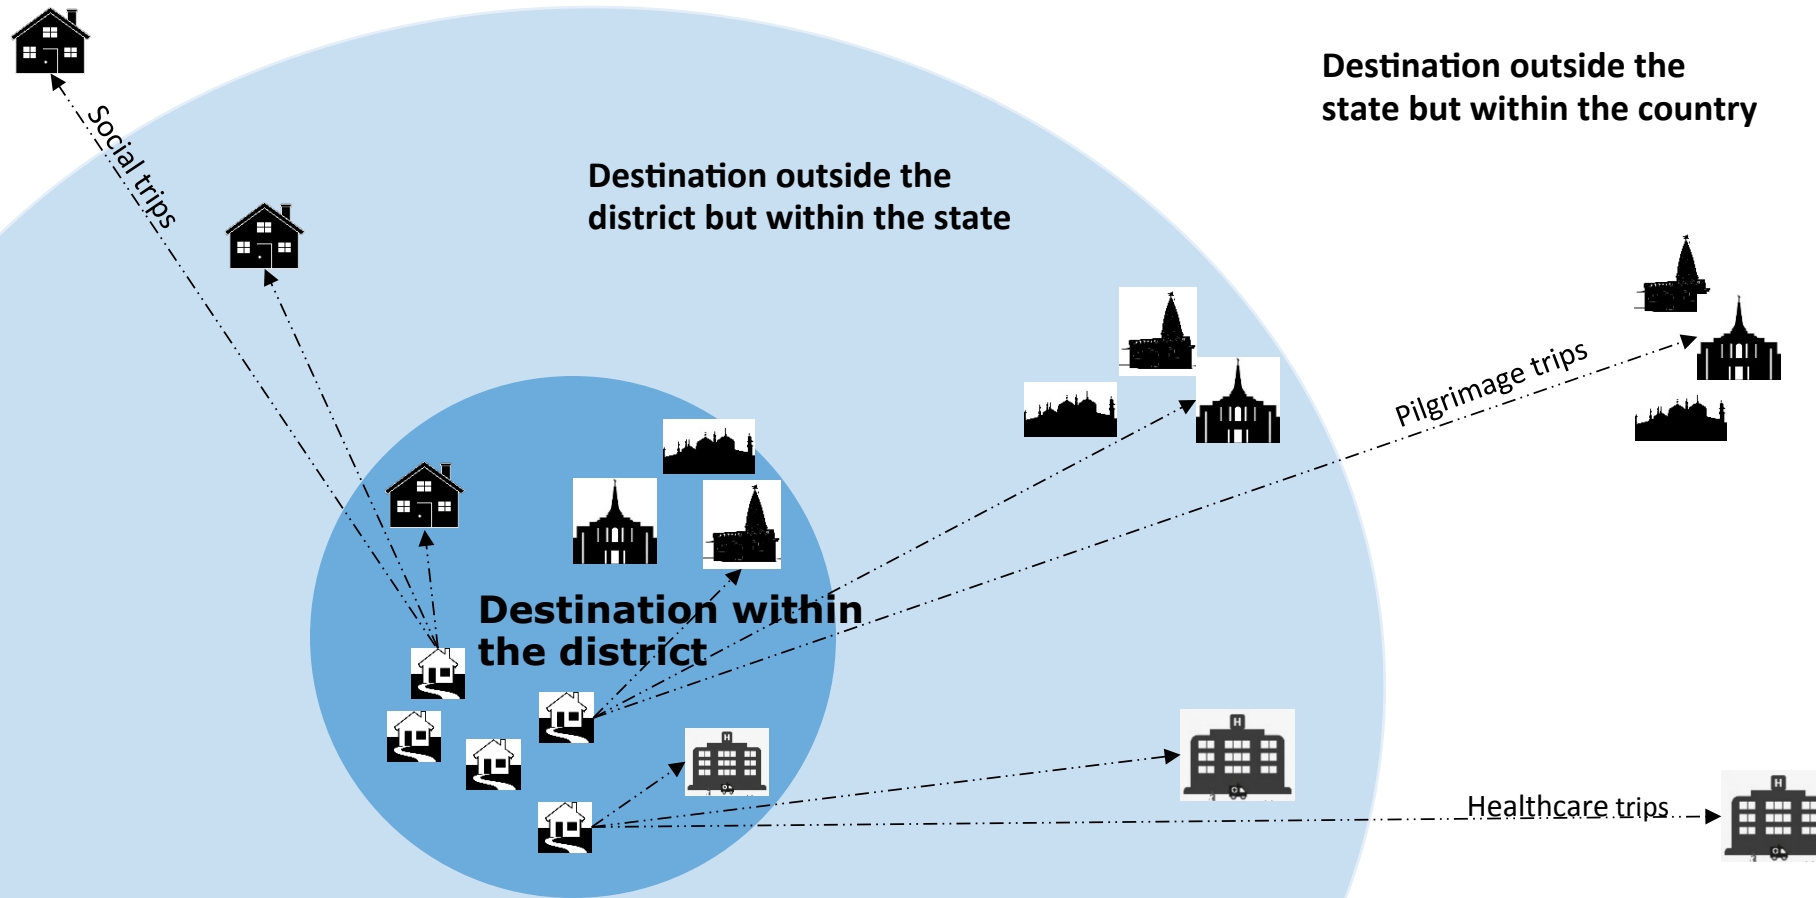 Destination outside the
state but within the country
Social trips
Destination outside the
district but within the state
Pilgrimage trips
Destination within
the district
H
H
H
Healthcare trips